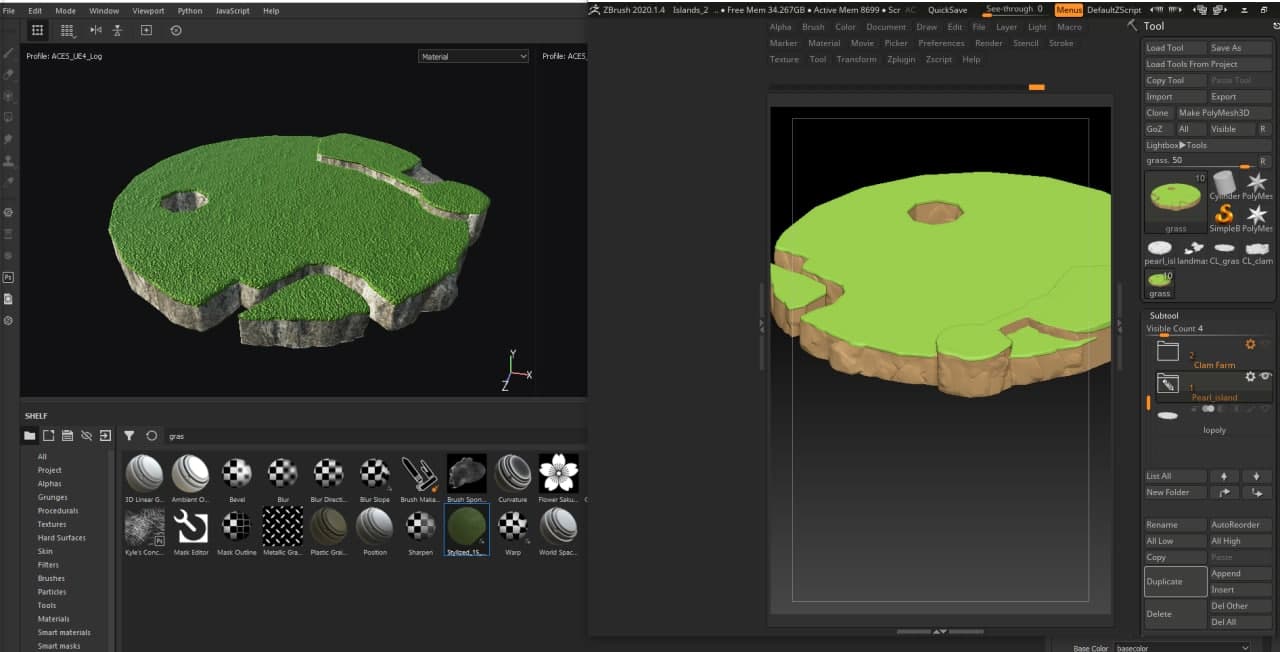 File Edit Mode Window Viewport Python JavaScript Help
Profile: ACES_UE4_Log
Material
Profile: ACES_
Y
X
Z
SHELF
gras
All
Project
Alphas
Grunges
Procedurals
Textures
Hard Surfaces
Skin
Filters
Brushes
Particles
Tools
Materials
Smart materials
Smart masks
3D Linear G... Ambient O... Bevel Blur Blur Directi... Blur Slope Brush Make... Brush Spon... Curvature Flower Saku...
Kyle's Conc... Mask Editor Mask Outline Metallic Gra... Plastic Grai... Position Sharpen Stylized_15_... Warp World Spac...
Ps
Ps
ZBrush 2020.1.4 Islands_2 .. • Free Mem 34.267GB • Active Mem 8699 • Scr AC QuickSave See-through 0 Menus DefaultZScript
Alpha Brush Color Document Draw Edit File Layer Light Macro
Marker Material Movie Picker Preferences Render Stencil Stroke
Texture Tool Transform Zplugin Zscript Help
Tool
Load Tool Save As
Load Tools From Project
Copy Tool Paste Tool
Import Export
Clone Make PolyMesh3D
GoZ All Visible R
Lightbox▶Tools
grass. 50 R
10
Cylinder PolyMes
grass SimpleB PolyMes
pearl_isl landmas CL_gras CL_clam
10
grass
Subtool
Visible Count 4
2
Clam Farm
1
Pearl_island
lopoly
List All
New Folder
Rename AutoReorder
All Low All High
Copy Paste
Duplicate Append
Insert
Delete Del Other
Del All
Base Color basecolor